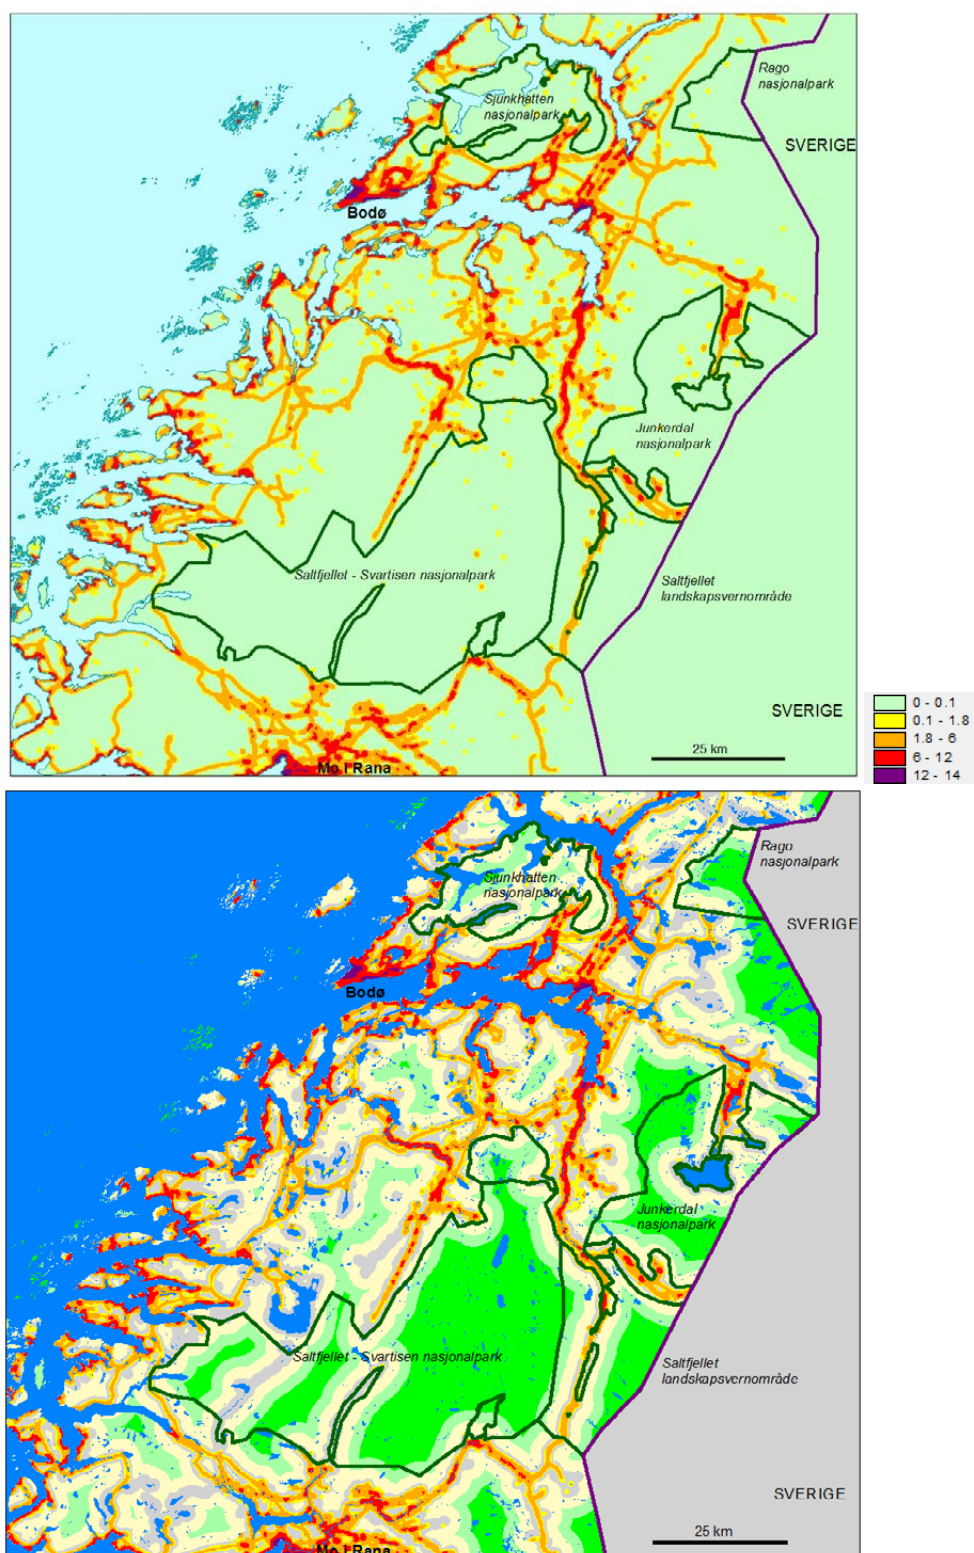 Rago
nasjonalpark
Sjunkhatten
nasjonalpark
SVERIGE
Bodø
Junkerdal
nasjonalpark
Saltfjellet - Svartisen nasjonalpark
Saltfjellet
landskapsvernområde
SVERIGE
25 km
Mo i Rana
0 - 0.1
0.1 - 1.8
1.8 - 6
6 - 12
12 - 14
Rago
nasjonalpark
Sjunkhatten
nasjonalpark
SVERIGE
Bodø
Junkerdal
nasjonalpark
Saltfjellet - Svartisen nasjonalpark
Saltfjellet
landskapsvernområde
SVERIGE
25 km
Mo i Rana